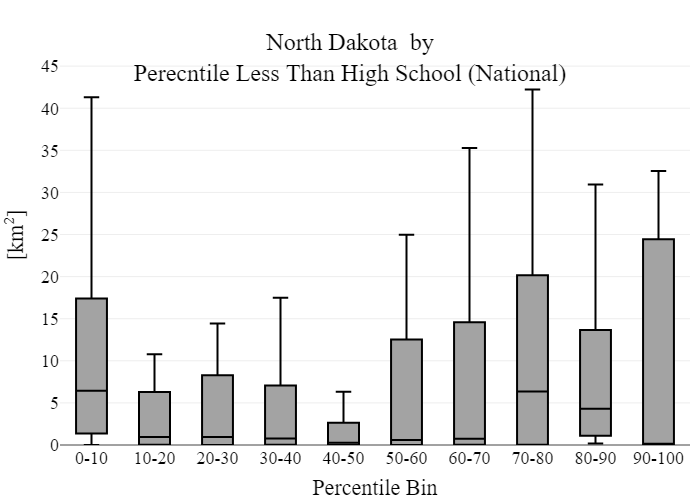 North Dakota by
Perecntile Less Than High School (National)
45
40
35
30
25
20
15
10
5
0
[km²]
0-10 10-20 20-30 30-40 40-50 50-60 60-70 70-80 80-90 90-100
Percentile Bin